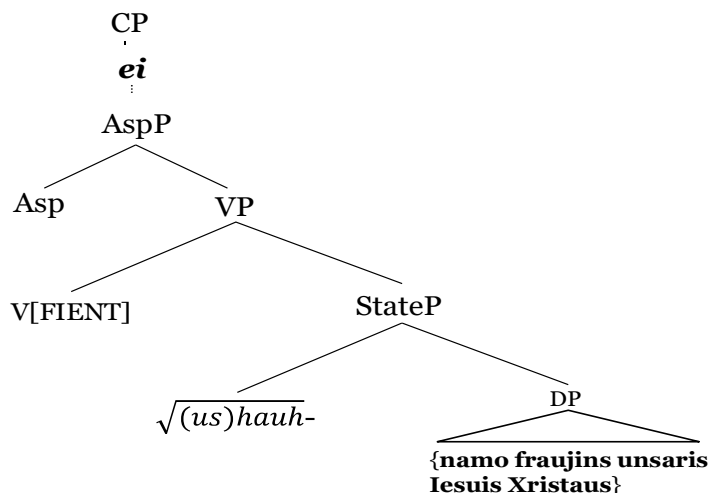 CP
ei
AspP
Asp
VP
V[FIENT]
StateP
√(us)hauh-
DP
{namo fraujins unsaris
Iesuis Xristaus}